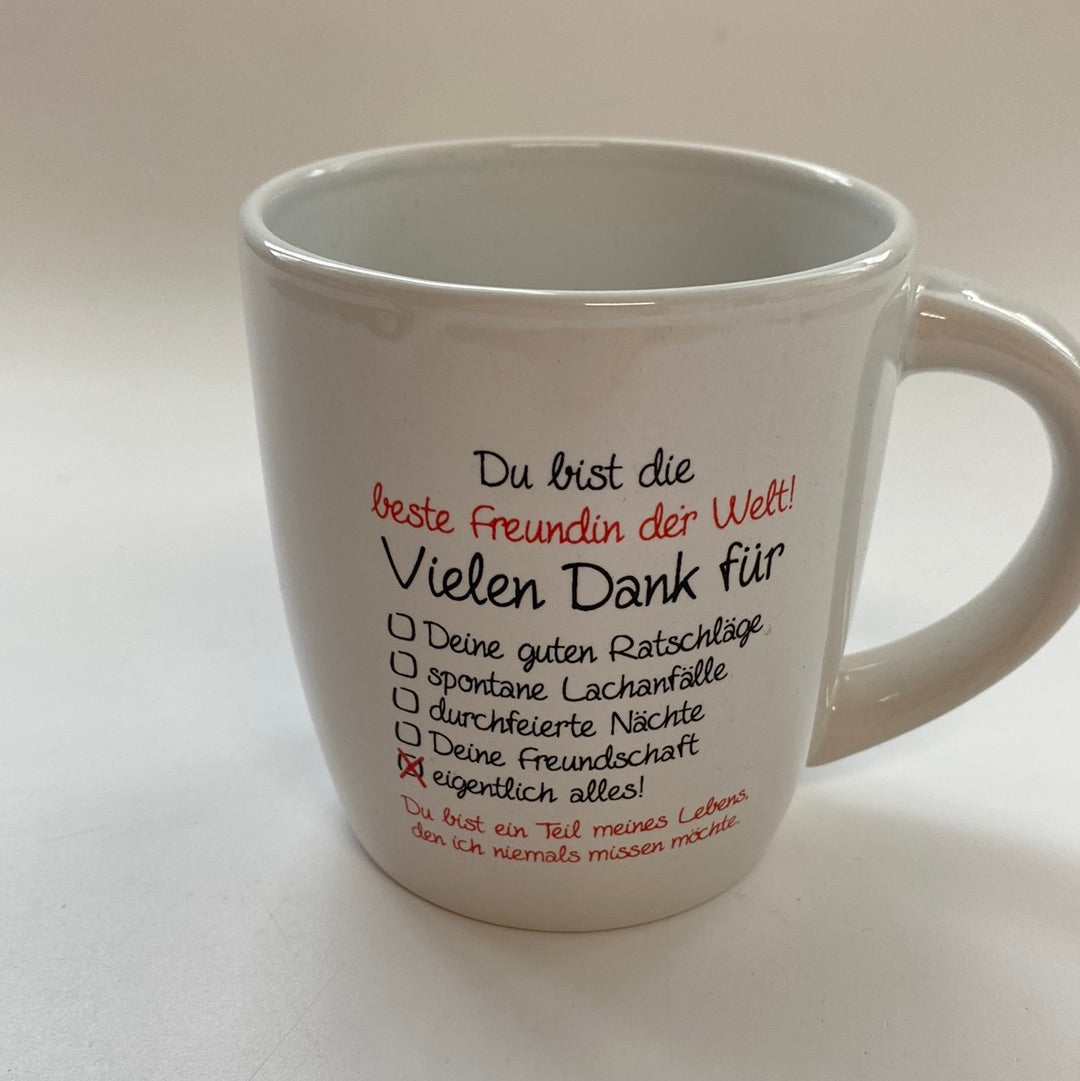 Du bist die
beste Freundin der Welt!
Vielen Dank für
Deine guten Ratschläge
spontane Lachanfälle
durchfeierte Nächte
Deine Freundschaft
eigentlich alles!
Du bist ein Teil meines Lebens,
den ich niemals missen möchte.